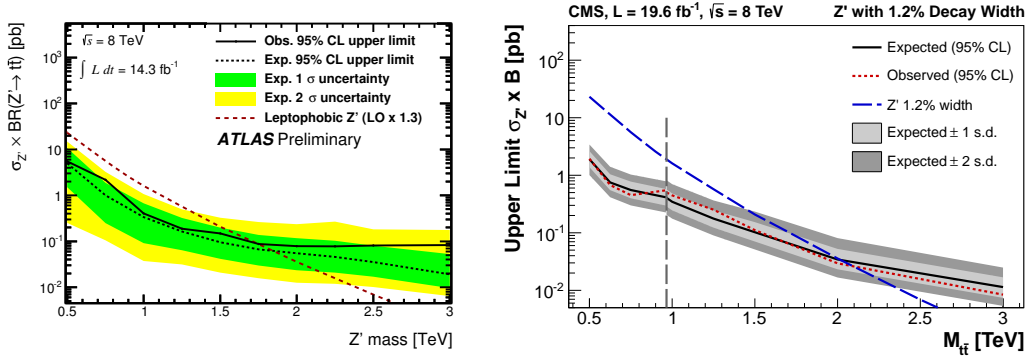 √s = 8 TeV
∫ L dt = 14.3 fb⁻¹
Obs. 95% CL upper limit
Exp. 95% CL upper limit
Exp. 1 σ uncertainty
Exp. 2 σ uncertainty
Leptophobic Z' (LO x 1.3)
ATLAS Preliminary
σ_Z' × BR(Z'→ tt̄) [pb]
10³
10²
10
1
10⁻¹
10⁻²
0.5 1 1.5 2 2.5 3
Z' mass [TeV]
CMS, L = 19.6 fb⁻¹, √s = 8 TeV
Z' with 1.2% Decay Width
Expected (95% CL)
Observed (95% CL)
Z' 1.2% width
Expected ± 1 s.d.
Expected ± 2 s.d.
Upper Limit σ_Z' x B [pb]
10²
10
1
10⁻¹
10⁻²
0.5 1 1.5 2 2.5 3
M_tt̄ [TeV]